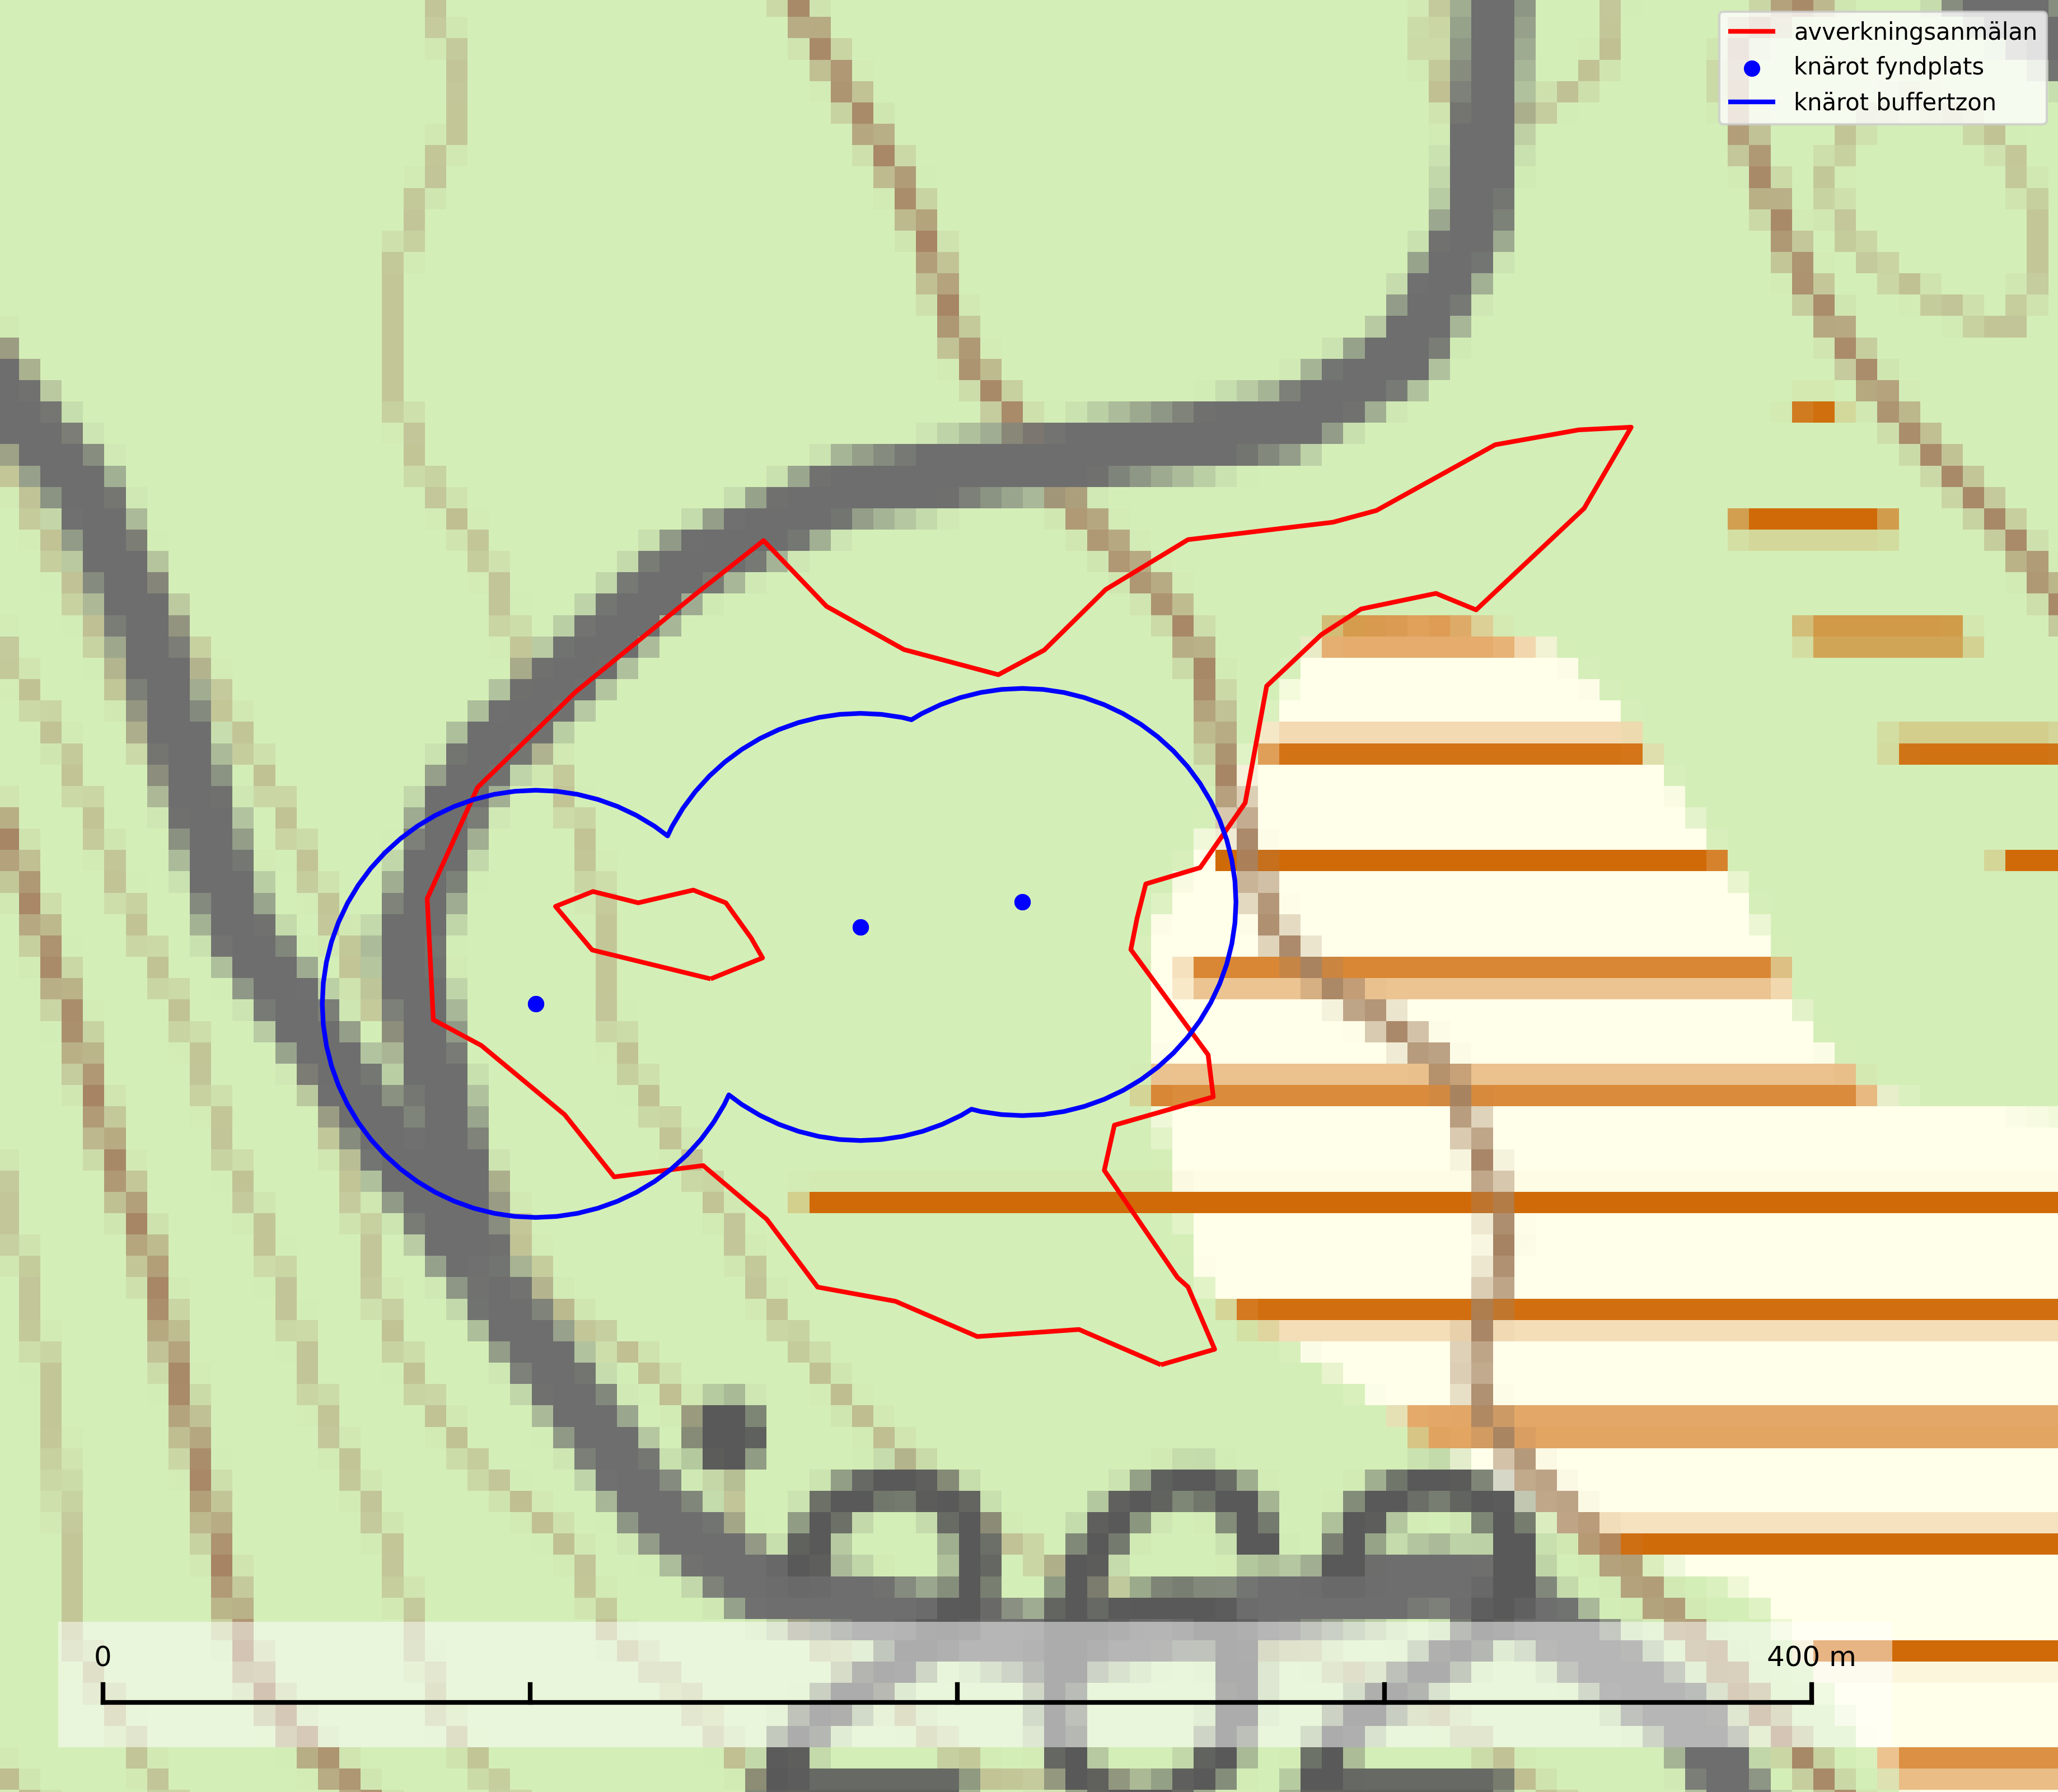 avverkningsanmälan
knärot fyndplats
knärot buffertzon
0
400 m